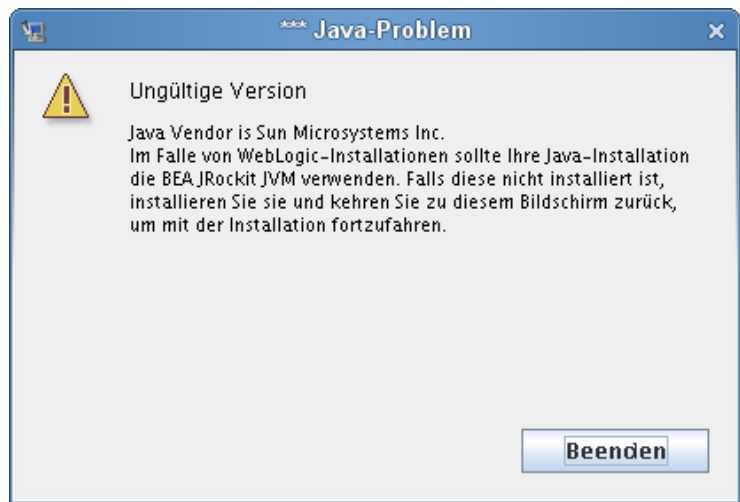 *** Java-Problem
Ungültige Version
Java Vendor is Sun Microsystems Inc.
Im Falle von WebLogic-Installationen sollte Ihre Java-Installation
die BEA JRockit JVM verwenden. Falls diese nicht installiert ist,
installieren Sie sie und kehren Sie zu diesem Bildschirm zurück,
um mit der Installation fortzufahren.
Beenden